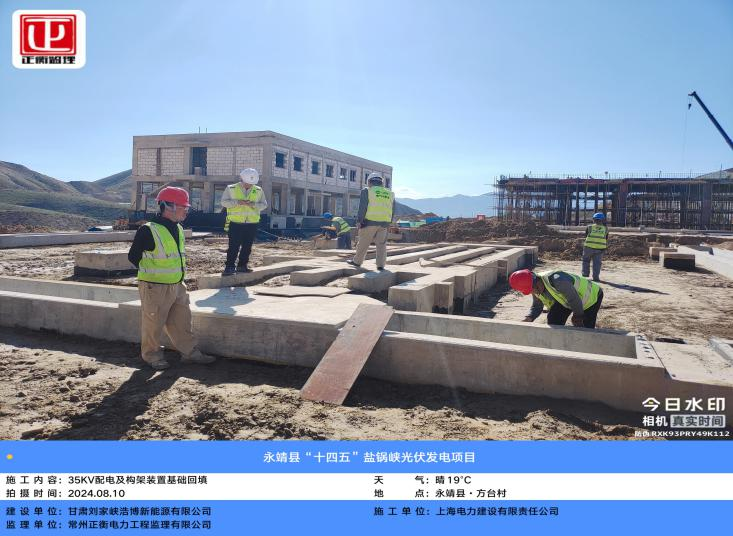 正衡监理
今日水印
相机 真实时间
防伪 RXK93PRY49K112
永靖县“十四五”盐锅峡光伏发电项目
施工内容：35KV配电及构架装置基础回填
天 气：晴19℃
拍摄时间：2024.08.10
地 点：永靖县·方台村
建设单位：甘肃刘家峡浩博新能源有限公司
施工单位：上海电力建设有限责任公司
监理单位：常州正衡电力工程监理有限公司